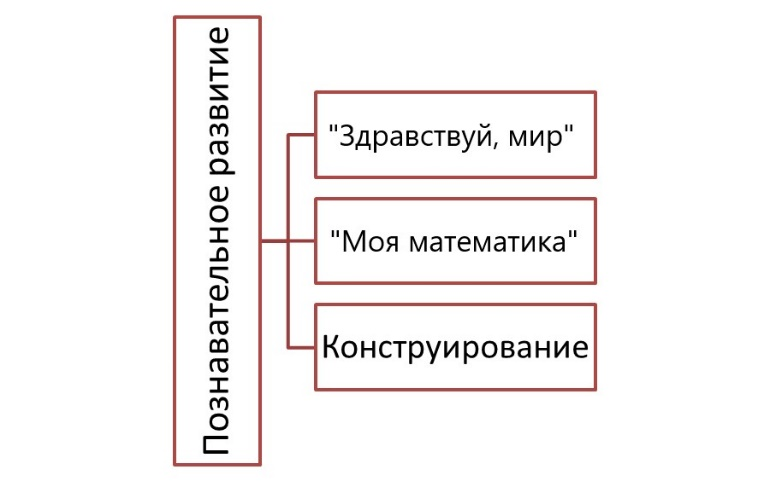 Познавательное развитие
"Здравствуй, мир"
"Моя математика"
Конструирование